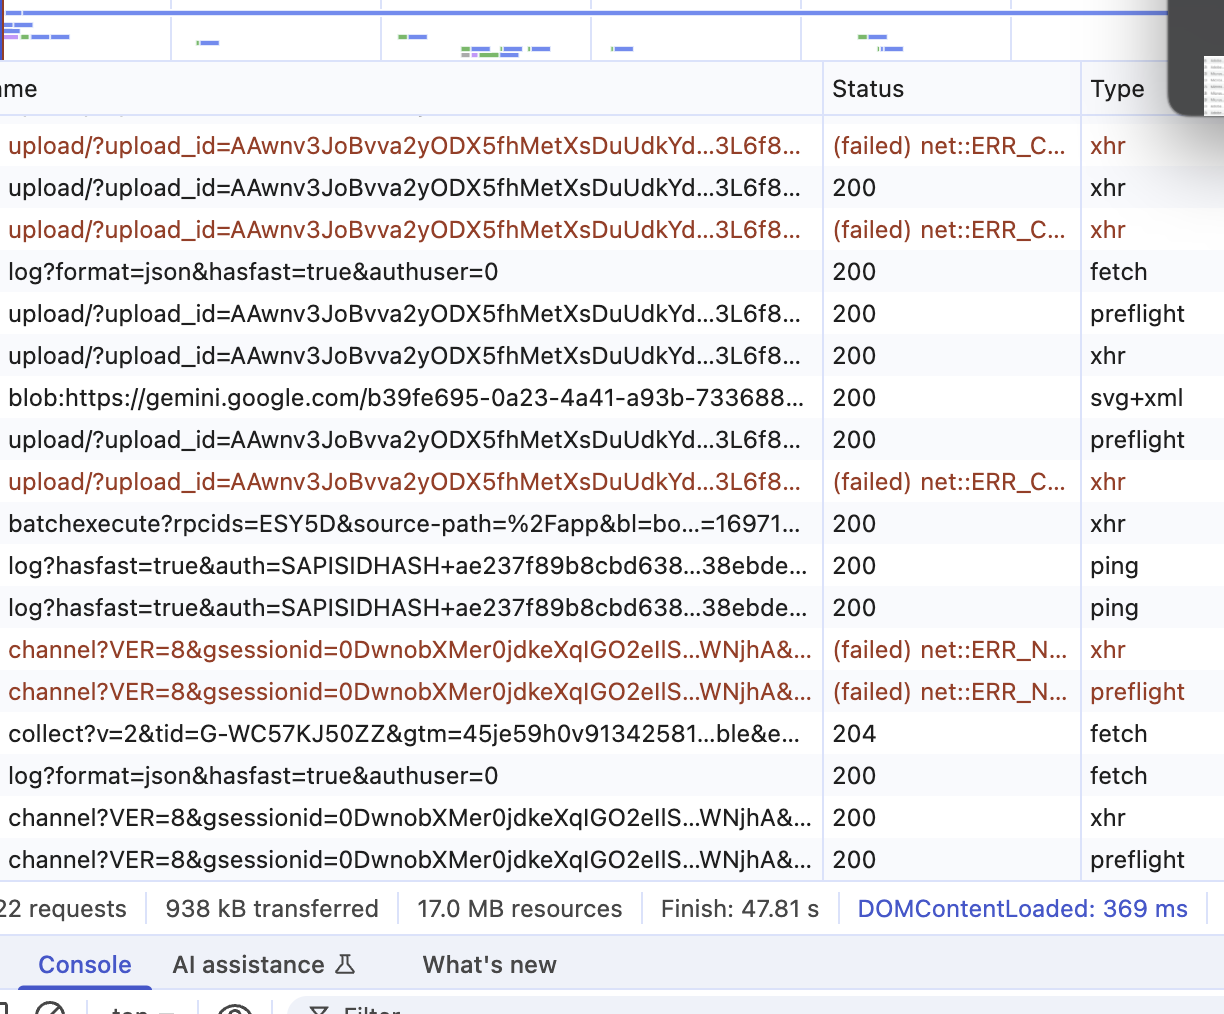 ame Status Type
upload/?upload_id=AAwnv3JoBvva2yODX5fhMetXsDuUdkYd...3L6f8... (failed) net::ERR_C... xhr
upload/?upload_id=AAwnv3JoBvva2yODX5fhMetXsDuUdkYd...3L6f8... 200 xhr
upload/?upload_id=AAwnv3JoBvva2yODX5fhMetXsDuUdkYd...3L6f8... (failed) net::ERR_C... xhr
log?format=json&hasfast=true&authuser=0 200 fetch
upload/?upload_id=AAwnv3JoBvva2yODX5fhMetXsDuUdkYd...3L6f8... 200 preflight
upload/?upload_id=AAwnv3JoBvva2yODX5fhMetXsDuUdkYd...3L6f8... 200 xhr
blob:https://gemini.google.com/b39fe695-0a23-4a41-a93b-733688... 200 svg+xml
upload/?upload_id=AAwnv3JoBvva2yODX5fhMetXsDuUdkYd...3L6f8... 200 preflight
upload/?upload_id=AAwnv3JoBvva2yODX5fhMetXsDuUdkYd...3L6f8... (failed) net::ERR_C... xhr
batchexecute?rpcids=ESY5D&source-path=%2Fapp&bl=bo...=16971... 200 xhr
log?hasfast=true&auth=SAPISIDHASH+ae237f89b8cbd638...38ebde... 200 ping
log?hasfast=true&auth=SAPISIDHASH+ae237f89b8cbd638...38ebde... 200 ping
channel?VER=8&gsessionid=0DwnobXMer0jdkeXqIGO2eIlS...WNjhA&... (failed) net::ERR_N... xhr
channel?VER=8&gsessionid=0DwnobXMer0jdkeXqIGO2eIlS...WNjhA&... (failed) net::ERR_N... preflight
collect?v=2&tid=G-WC57KJ50ZZ&gtm=45je59h0v91342581...ble&e... 204 fetch
log?format=json&hasfast=true&authuser=0 200 fetch
channel?VER=8&gsessionid=0DwnobXMer0jdkeXqIGO2eIlS...WNjhA&... 200 xhr
channel?VER=8&gsessionid=0DwnobXMer0jdkeXqIGO2eIlS...WNjhA&... 200 preflight
22 requests 938 kB transferred 17.0 MB resources Finish: 47.81 s DOMContentLoaded: 369 ms
Console AI assistance What's new
top Filter